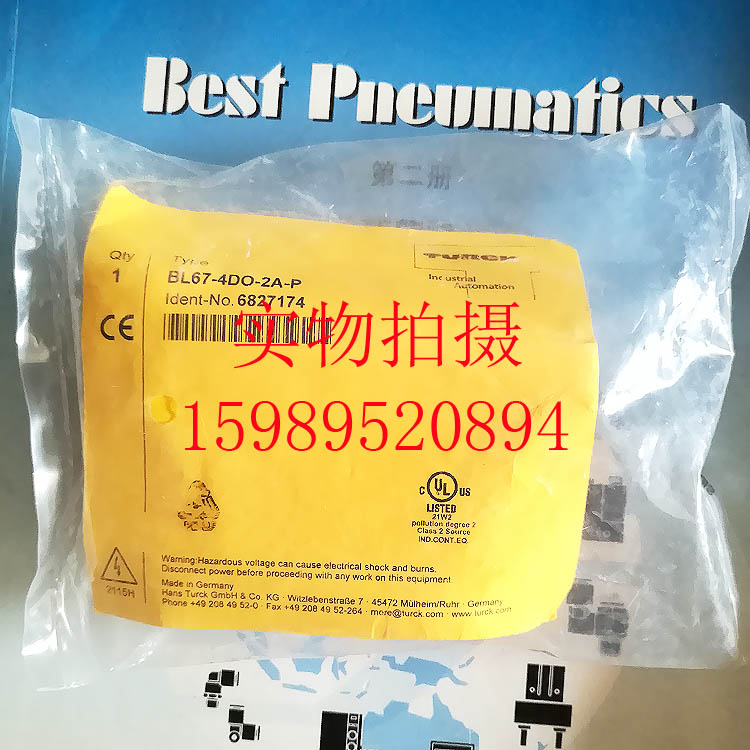 Best Pneumatics
第二册
Qty
1
Type
BL67-4DO-2A-P
Ident-No. 6827174
TURCK
Industrial
Automation
CE
实物拍摄
15989520894
C UL US
LISTED
21W2
pollution degree 2
Class 2 Source
IND.CONT.EQ.
2115H
Warning: Hazardous voltage can cause electrical shock and burns.
Disconnect power before proceeding with any work on this equipment.
Made in Germany
Hans Turck GmbH & Co. KG · Witzlebenstraße 7 · 45472 Mülheim/Ruhr · Germany
Phone +49 208 49 52-0 · Fax +49 208 49 52-264 · more@turck.com · www.turck.com